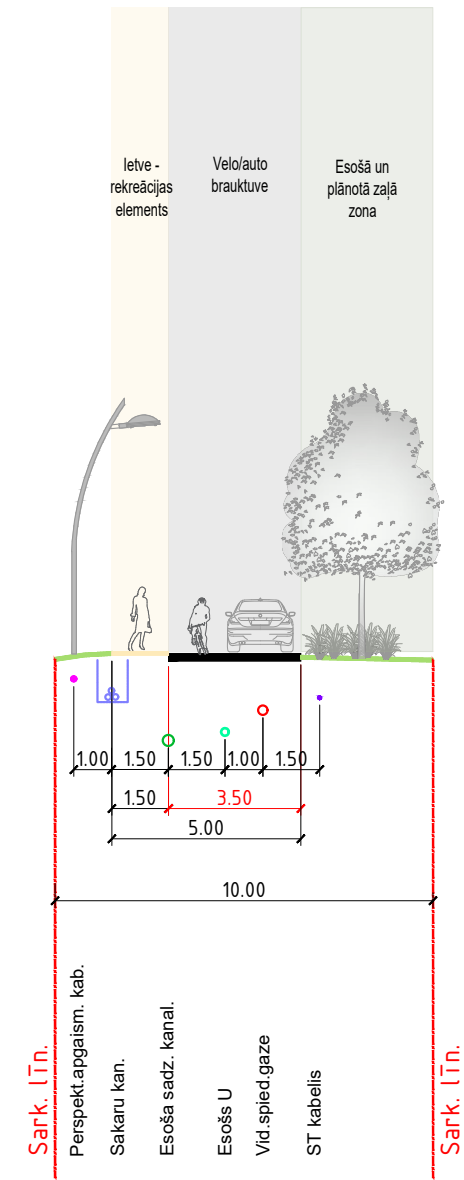 Ietve -
rekreācijas
elements
Velo/auto
brauktuve
Esošā un
plānotā zaļā
zona
1.00
1.50
1.50
1.00
1.50
1.50
3.50
5.00
10.00
Sark. līn.
Perspekt.apgaism. kab.
Sakaru kan.
Esoša sadz. kanal.
Esošs U
Vid.spied.gaze
ST kabelis
Sark. līn.